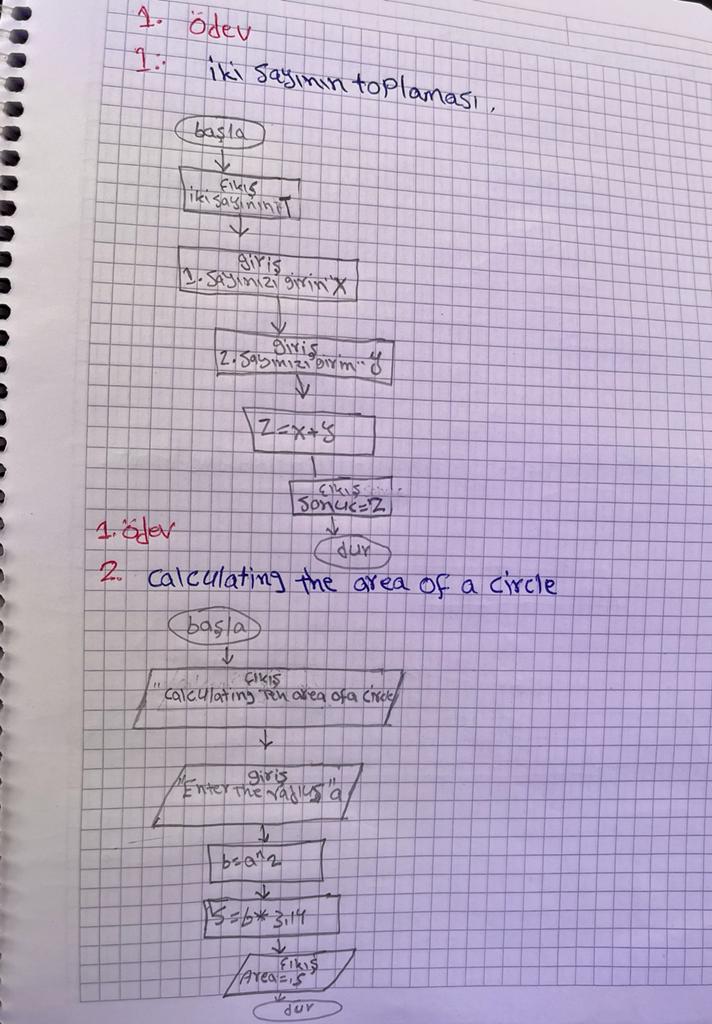 1. ödev
1. iki sayının toplaması.
başla
çıkış
iki sayının T
giriş
1. sayınızı girin" x
giriş
2. sayınızı girin" y
Z=x+y
çıkış
sonuc=Z
dur
1. ödev
2. calculating the area of a circle
başla
çıkış
"calculating area of a circle
giriş
"Enter the radius" a
b=a^2
S=b*3,14
çıkış
Area=,S
dur